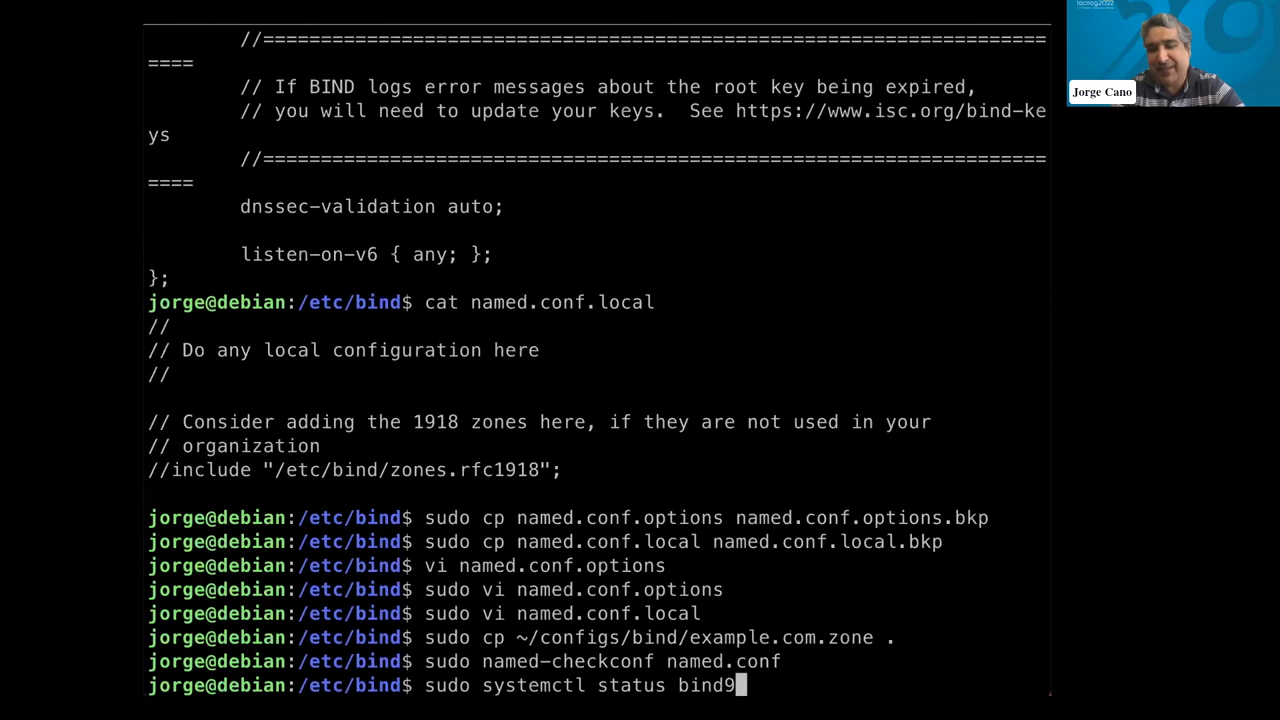 //====================================================================
====
// If BIND logs error messages about the root key being expired,
// you will need to update your keys.  See https://www.isc.org/bind-ke
ys
//====================================================================
====
dnssec-validation auto;
listen-on-v6 { any; };
};
jorge@debian:/etc/bind$ cat named.conf.local
//
// Do any local configuration here
//
// Consider adding the 1918 zones here, if they are not used in your
// organization
//include "/etc/bind/zones.rfc1918";
jorge@debian:/etc/bind$ sudo cp named.conf.options named.conf.options.bkp
jorge@debian:/etc/bind$ sudo cp named.conf.local named.conf.local.bkp
jorge@debian:/etc/bind$ vi named.conf.options
jorge@debian:/etc/bind$ sudo vi named.conf.options
jorge@debian:/etc/bind$ sudo vi named.conf.local
jorge@debian:/etc/bind$ sudo cp ~/configs/bind/example.com.zone .
jorge@debian:/etc/bind$ sudo named-checkconf named.conf
jorge@debian:/etc/bind$ sudo systemctl status bind9
lacnog2022
Jorge Cano